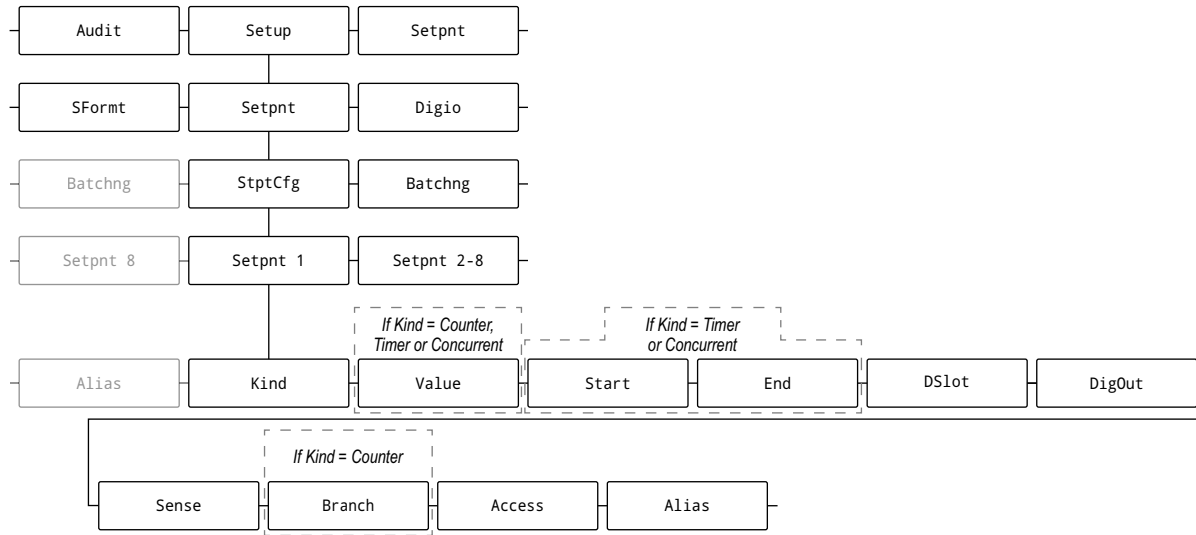 Audit Setup Setpnt
SFormt Setpnt Digio
Batchng StptCfg Batchng
Setpnt 8 Setpnt 1 Setpnt 2-8
If Kind = Counter,
Timer or Concurrent
If Kind = Timer
or Concurrent
Alias Kind Value Start End DSlot DigOut
If Kind = Counter
Sense Branch Access Alias